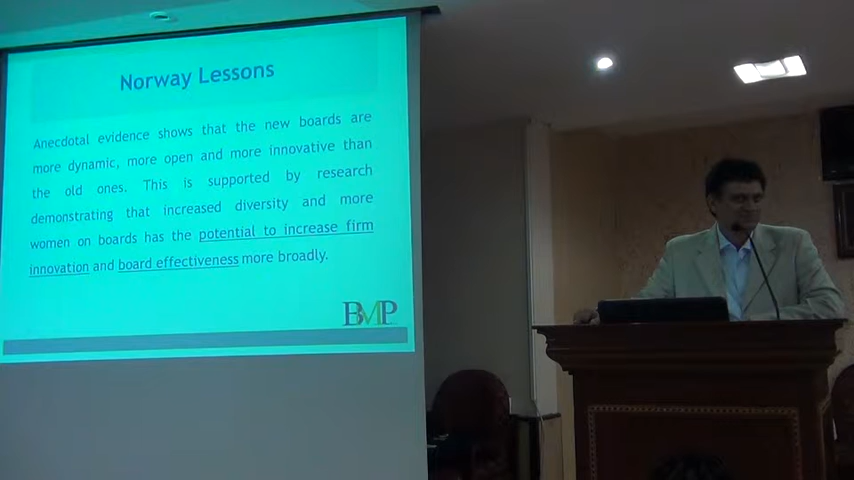 Norway Lessons
Anecdotal evidence shows that the new boards are
more dynamic, more open and more innovative than
the old ones. This is supported by research
demonstrating that increased diversity and more
women on boards has the potential to increase firm
innovation and board effectiveness more broadly.
BMP